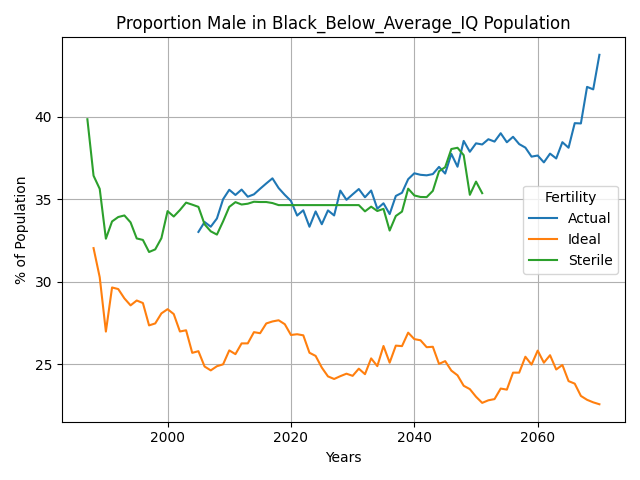 Proportion Male in Black_Below_Average_IQ Population
% of Population
40
35
30
25
Fertility
Actual
Ideal
Sterile
2000
2020
2040
2060
Years